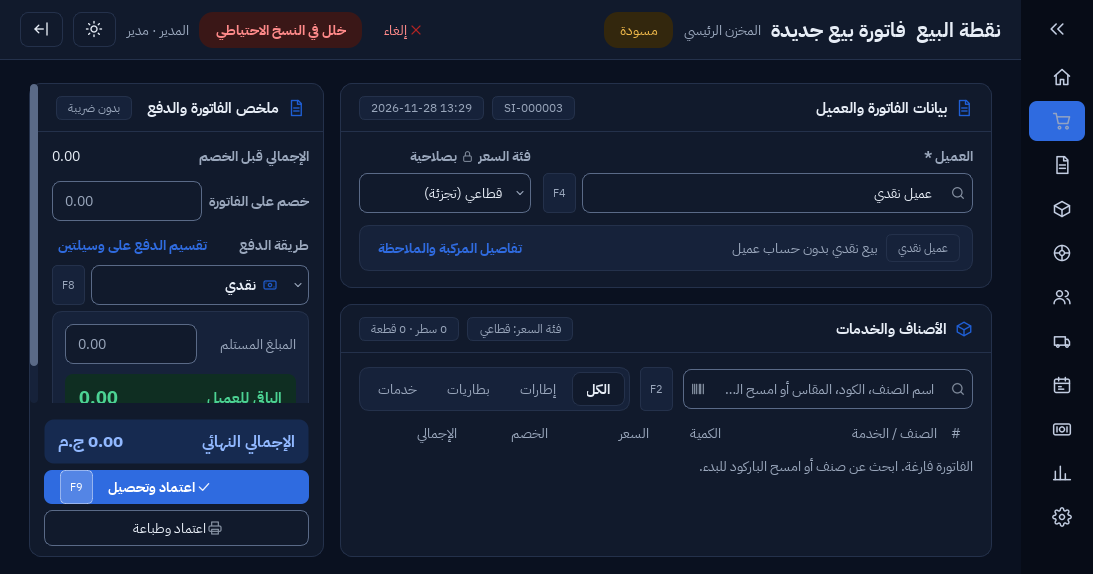 نقطة البيع فاتورة بيع جديدة المخزن الرئيسي مسودة إلغاء خلل في النسخ الاحتياطي المدير · مدير
بيانات الفاتورة والعميل SI-000003 2026-11-28 13:29
العميل * فئة السعر بصلاحية
عميل نقدي F4 قطاعي (تجزئة)
عميل نقدي بيع نقدي بدون حساب عميل تفاصيل المركبة والملاحظة
الأصناف والخدمات فئة السعر: قطاعي 0 سطر · 0 قطعة
اسم الصنف، الكود، المقاس أو امسح الـ... F2 الكل إطارات بطاريات خدمات
# الصنف / الخدمة الكمية السعر الخصم الإجمالي
الفاتورة فارغة. ابحث عن صنف أو امسح الباركود للبدء.
ملخص الفاتورة والدفع بدون ضريبة
الإجمالي قبل الخصم 0.00
خصم على الفاتورة 0.00
طريقة الدفع تقسيم الدفع على وسيلتين
نقدي F8
المبلغ المستلم 0.00
الباقي للعميل 0.00
الإجمالي النهائي 0.00 ج.م
اعتماد وتحصيل F9
اعتماد وطباعة